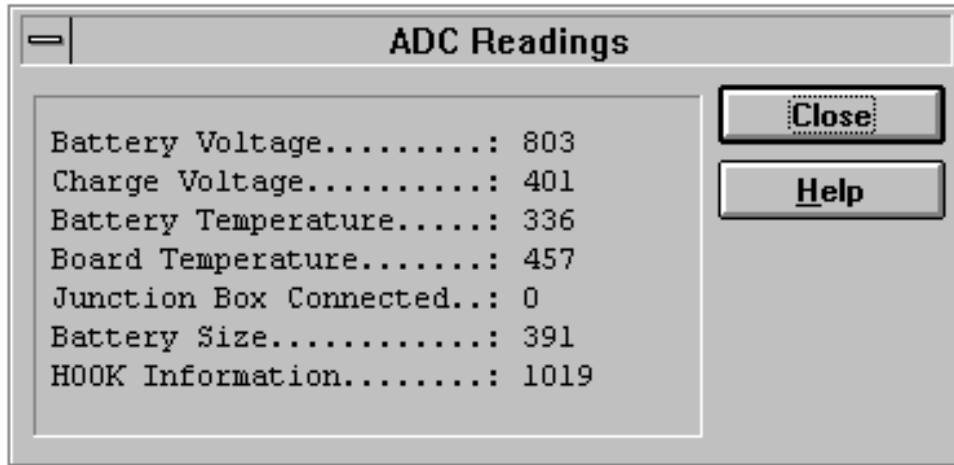 ADC Readings
Battery Voltage.........: 803
Charge Voltage..........: 401
Battery Temperature.....: 336
Board Temperature.......: 457
Junction Box Connected..: 0
Battery Size............: 391
HOOK Information........: 1019
Close
Help